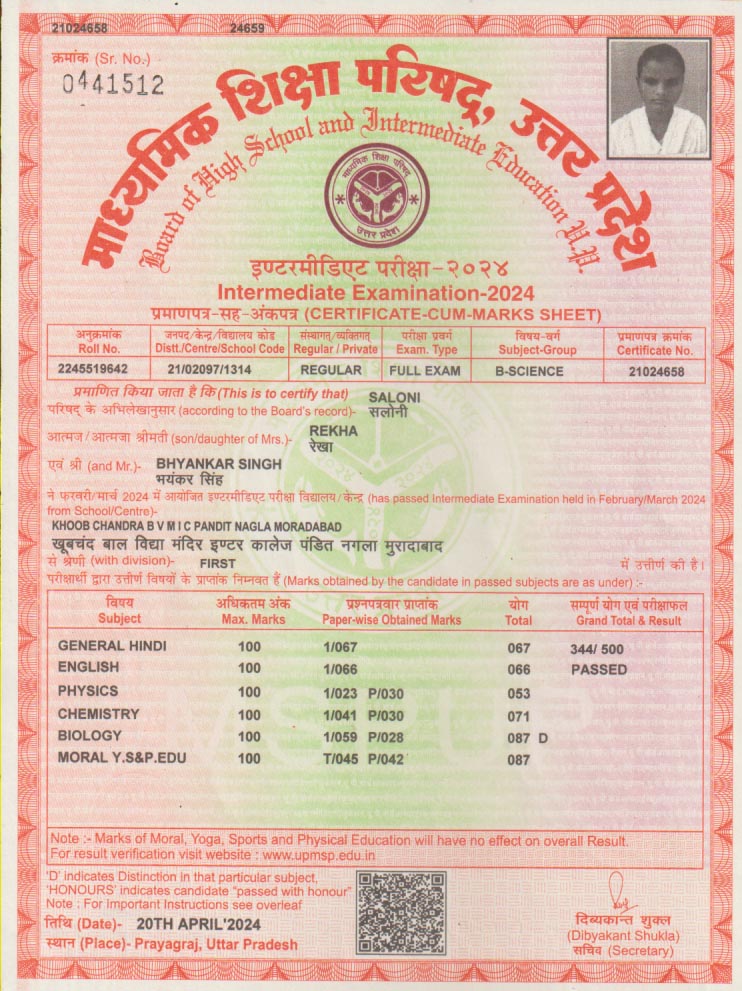 21024658 24659
क्रमांक (Sr. No.)
0441512
माध्यमिक शिक्षा परिषद्, उत्तर प्रदेश
Board of High School and Intermediate Education U.P.
माध्यमिक शिक्षा परिषद्
उत्तर प्रदेश
इण्टरमीडिएट परीक्षा-२०२४
Intermediate Examination-2024
प्रमाणपत्र-सह-अंकपत्र (CERTIFICATE-CUM-MARKS SHEET)
अनुक्रमांक जनपद/केन्द्र/विद्यालय कोड संस्थागत/व्यक्तिगत परीक्षा प्रवर्ग विषय-वर्ग प्रमाणपत्र क्रमांक
Roll No. Distt./Centre/School Code Regular / Private Exam. Type Subject-Group Certificate No.
2245519642 21/02097/1314 REGULAR FULL EXAM B-SCIENCE 21024658
प्रमाणित किया जाता है कि (This is to certify that) SALONI
परिषद् के अभिलेखानुसार (according to the Board's record)- सलोनी
आत्मज/आत्मजा श्रीमती (son/daughter of Mrs.)- REKHA
रेखा
एवं श्री (and Mr.)- BHYANKAR SINGH
भयंकर सिंह
ने फरवरी/मार्च 2024 में आयोजित इण्टरमीडिएट परीक्षा विद्यालय/केन्द्र (has passed Intermediate Examination held in February/March 2024
from School/Centre)-
KHOOB CHANDRA B V M I C PANDIT NAGLA MORADABAD
खूबचंद बाल विद्या मंदिर इण्टर कालेज पंडित नगला मुरादाबाद
से श्रेणी (with division)- FIRST में उत्तीर्ण की है।
परीक्षार्थी द्वारा उत्तीर्ण विषयों के प्राप्तांक निम्नवत हैं (Marks obtained by the candidate in passed subjects are as under) :-
विषय अधिकतम अंक प्रश्नपत्रवार प्राप्तांक योग सम्पूर्ण योग एवं परीक्षाफल
Subject Max. Marks Paper-wise Obtained Marks Total Grand Total & Result
GENERAL HINDI 100 1/067 067 344/ 500
ENGLISH 100 1/066 066 PASSED
PHYSICS 100 1/023 P/030 053
CHEMISTRY 100 1/041 P/030 071
BIOLOGY 100 1/059 P/028 087 D
MORAL Y.S&P.EDU 100 T/045 P/042 087
Note :- Marks of Moral, Yoga, Sports and Physical Education will have no effect on overall Result.
For result verification visit website : www.upmsp.edu.in
'D' indicates Distinction in that particular subject,
'HONOURS' indicates candidate "passed with honour"
Note : For Important Instructions see overleaf
तिथि (Date)- 20TH APRIL'2024
स्थान (Place)- Prayagraj, Uttar Pradesh
दिब्यकान्त शुक्ल
(Dibyakant Shukla)
सचिव (Secretary)